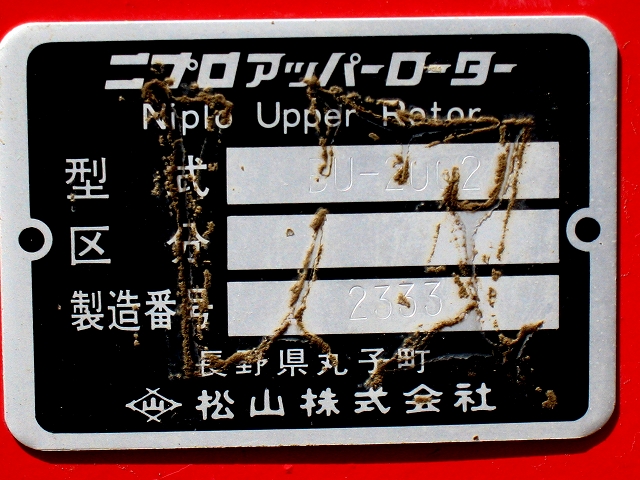 ニプロアッパーローター
Niplo Upper Rotor
型式
区分
製造番号 2333
長野県丸子町
松山株式会社